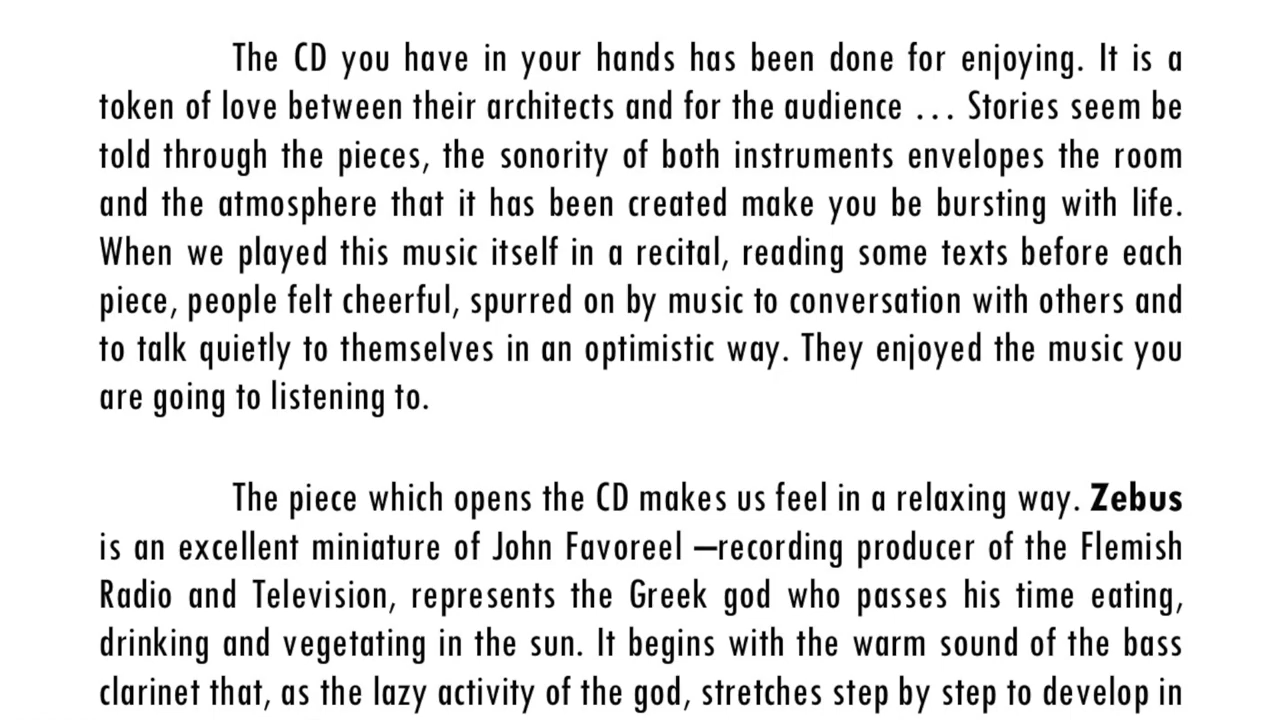 The CD you have in your hands has been done for enjoying. It is a
token of love between their architects and for the audience … Stories seem be
told through the pieces, the sonority of both instruments envelopes the room
and the atmosphere that it has been created make you be bursting with life.
When we played this music itself in a recital, reading some texts before each
piece, people felt cheerful, spurred on by music to conversation with others and
to talk quietly to themselves in an optimistic way. They enjoyed the music you
are going to listening to.
The piece which opens the CD makes us feel in a relaxing way. Zebus
is an excellent miniature of John Favoreel –recording producer of the Flemish
Radio and Television, represents the Greek god who passes his time eating,
drinking and vegetating in the sun. It begins with the warm sound of the bass
clarinet that, as the lazy activity of the god, stretches step by step to develop in